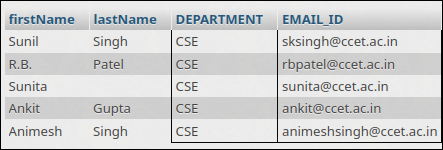 firstName lastName DEPARTMENT EMAIL_ID
Sunil Singh CSE sksingh@ccet.ac.in
R.B. Patel CSE rbpatel@ccet.ac.in
Sunita CSE sunita@ccet.ac.in
Ankit Gupta CSE ankit@ccet.ac.in
Animesh Singh CSE animeshsingh@ccet.ac.in